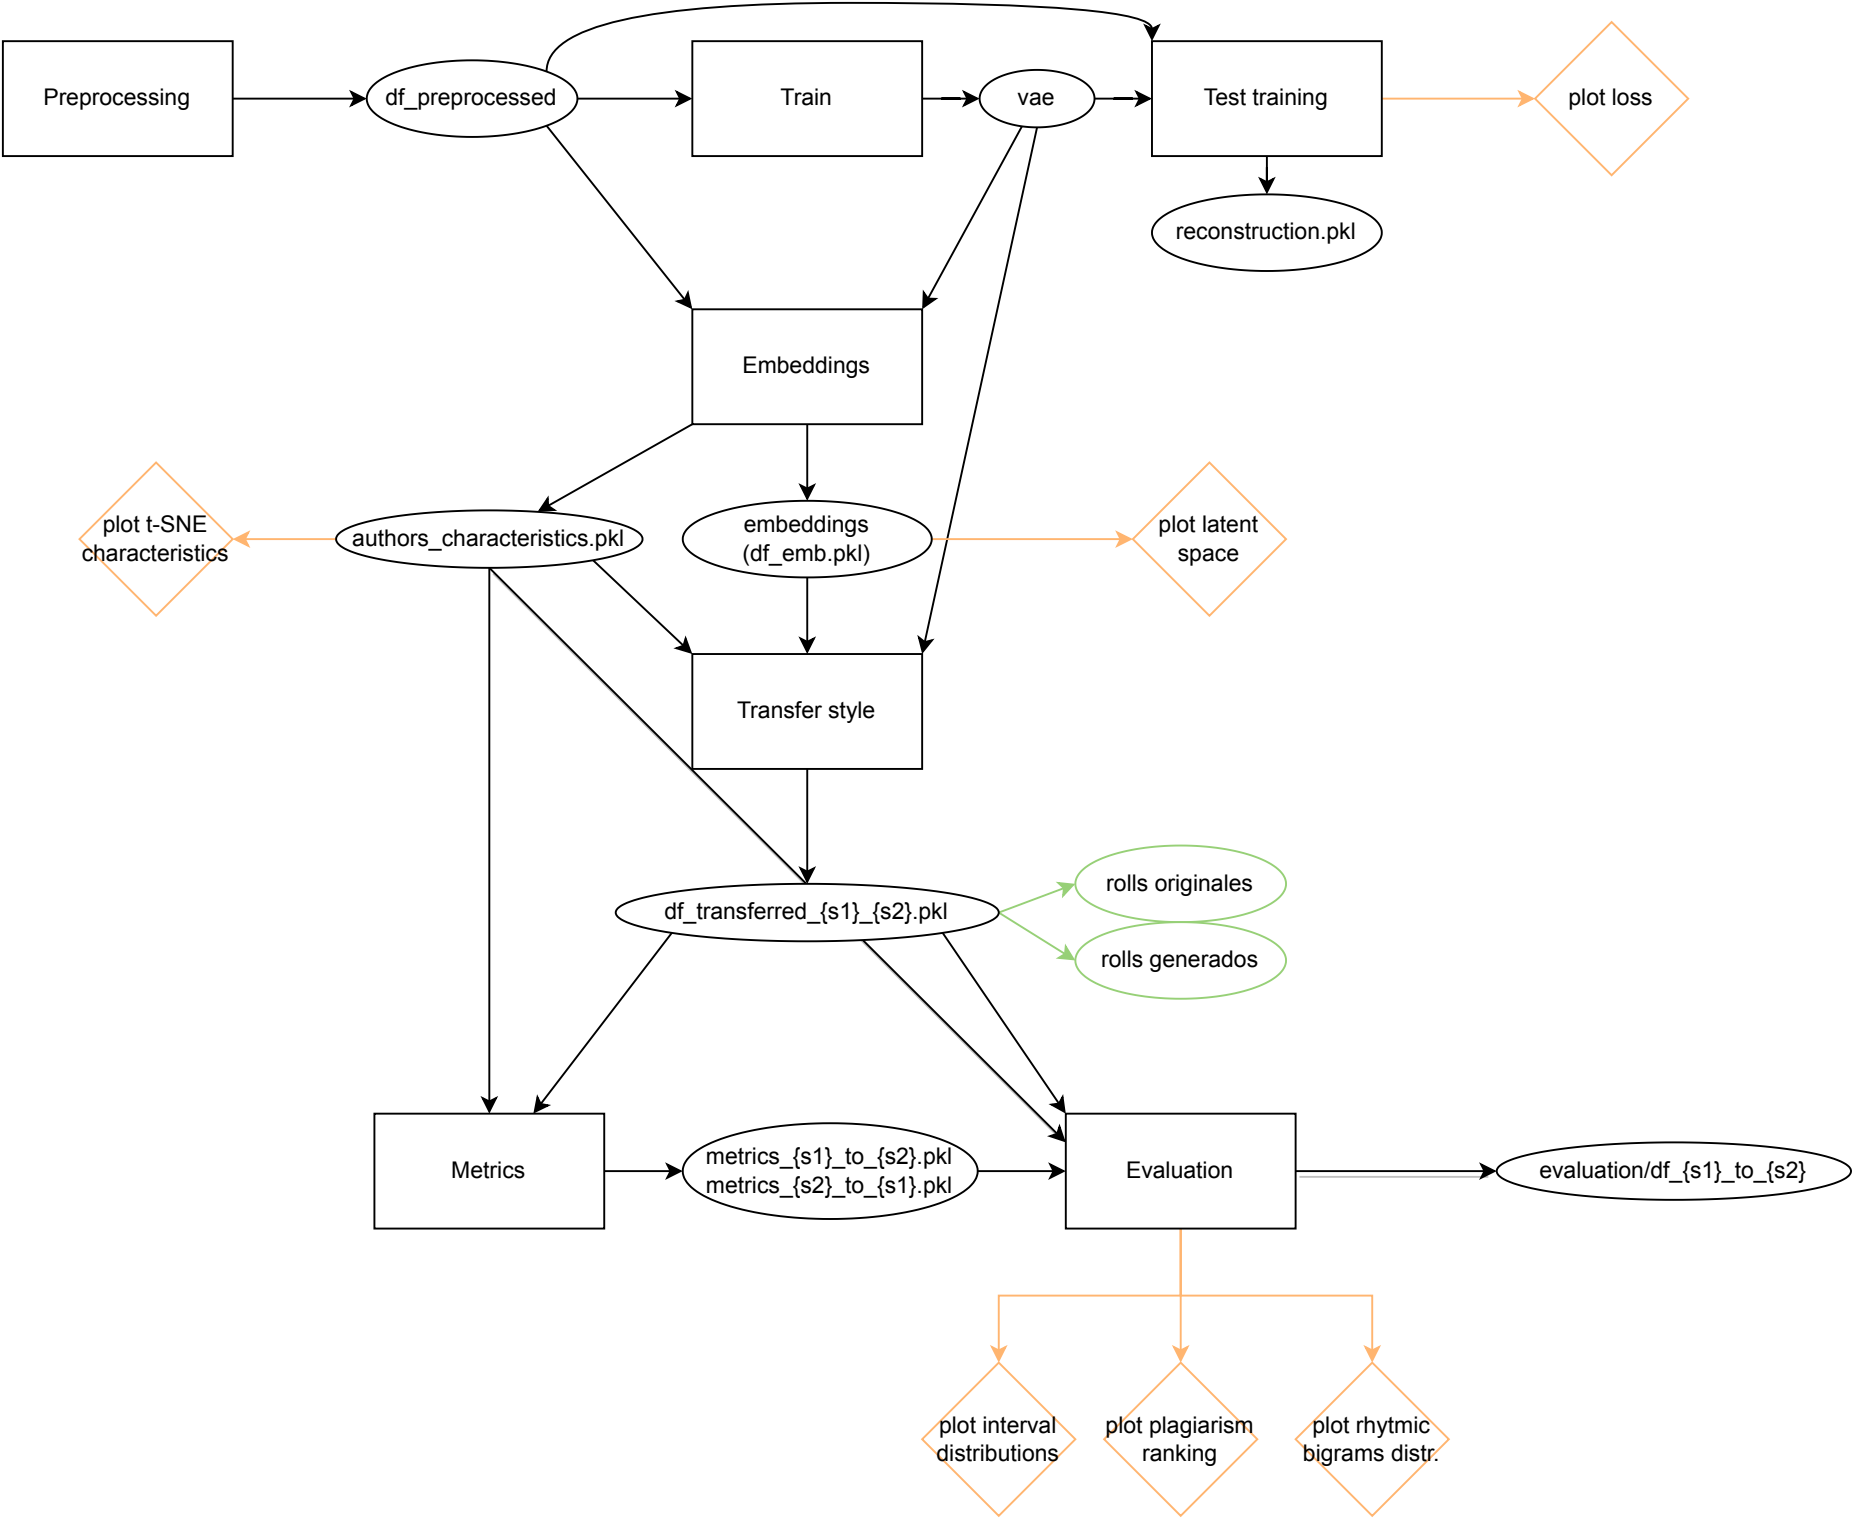 Preprocessing
df_preprocessed
Train
vae
Test training
plot loss
reconstruction.pkl
Embeddings
plot t-SNE
characteristics
authors_characteristics.pkl
embeddings
(df_emb.pkl)
plot latent
space
Transfer style
rolls originales
df_transferred_{s1}_{s2}.pkl
rolls generados
Metrics
metrics_{s1}_to_{s2}.pkl
metrics_{s2}_to_{s1}.pkl
Evaluation
evaluation/df_{s1}_to_{s2}
plot interval
distributions
plot plagiarism
ranking
plot rhytmic
bigrams distr.